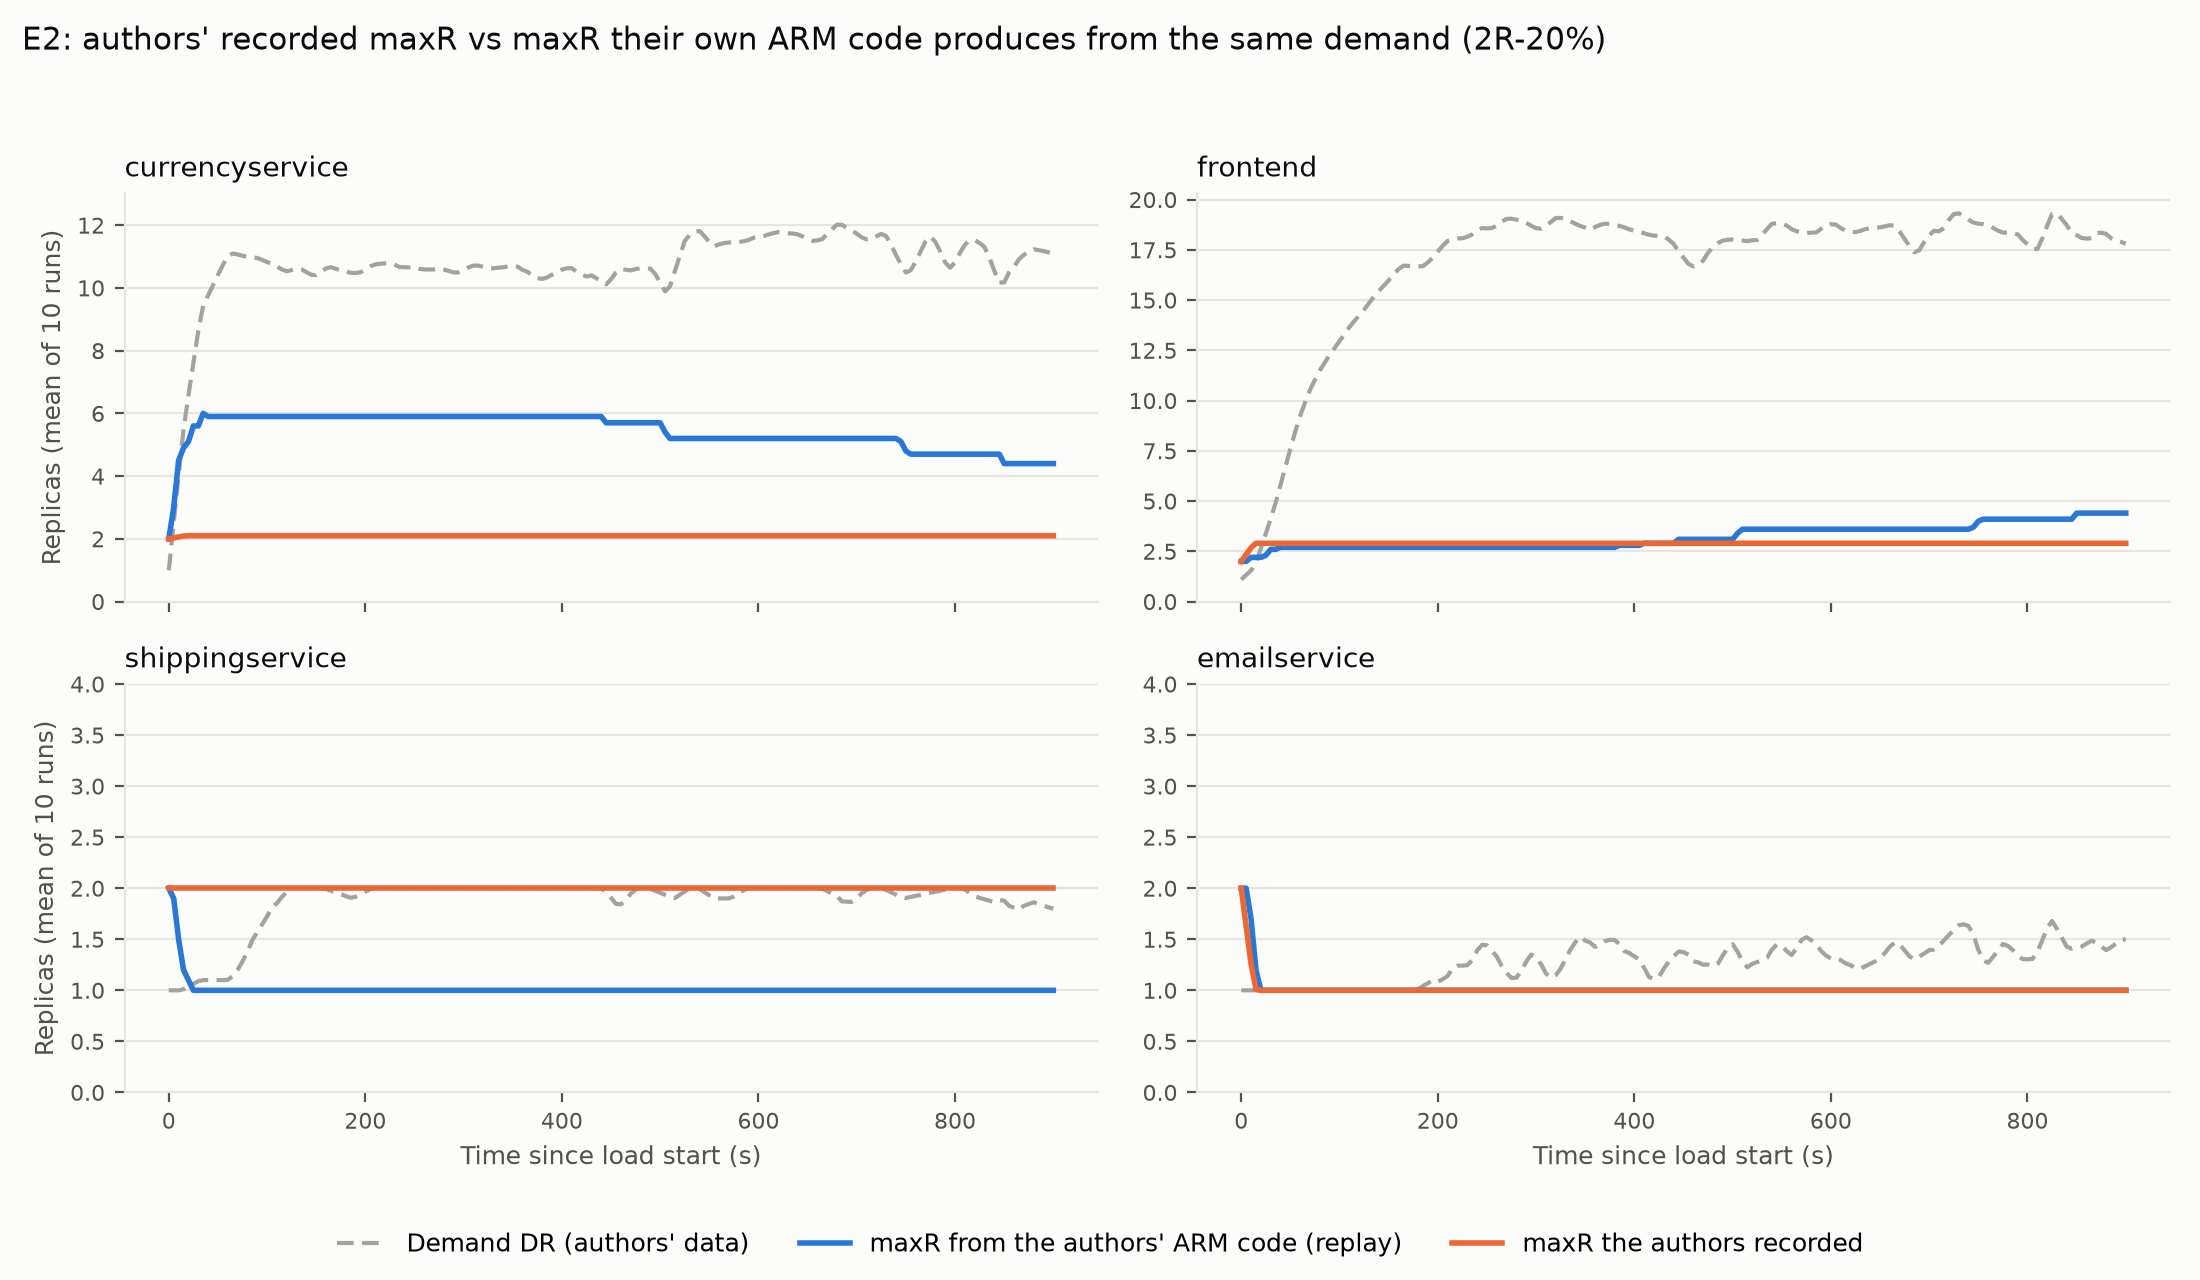 E2: authors' recorded maxR vs maxR their own ARM code produces from the same demand (2R-20%)
currencyservice
Replicas (mean of 10 runs)
12
10
8
6
4
2
0
frontend
20.0
17.5
15.0
12.5
10.0
7.5
5.0
2.5
0.0
shippingservice
Replicas (mean of 10 runs)
4.0
3.5
3.0
2.5
2.0
1.5
1.0
0.5
0.0
0 200 400 600 800
Time since load start (s)
emailservice
4.0
3.5
3.0
2.5
2.0
1.5
1.0
0.5
0.0
0 200 400 600 800
Time since load start (s)
Demand DR (authors' data) maxR from the authors' ARM code (replay) maxR the authors recorded